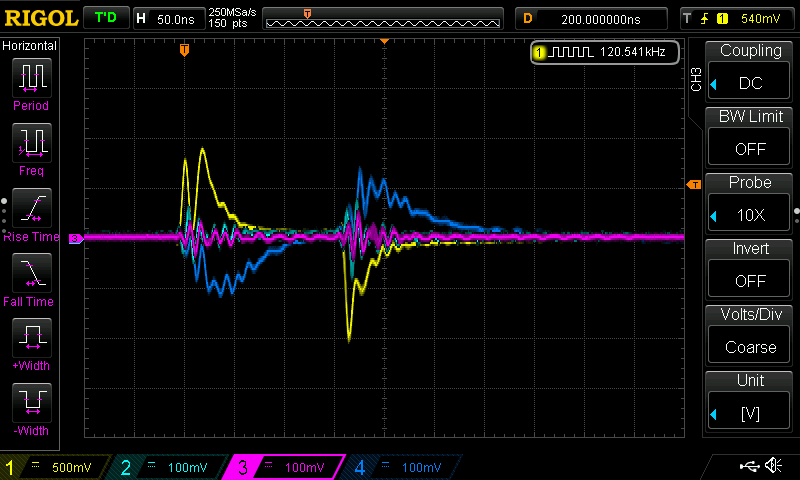 RIGOL T'D H 50.0ns 250MSa/s D 200.000000ns T 1 540mV
150 pts
T
Horizontal
Period
Freq
Rise Time
Fall Time
+Width
-Width
T
1 120.541kHz
T
3
CH3
Coupling
DC
BW Limit
OFF
Probe
10X
Invert
OFF
Volts/Div
Coarse
Unit
[V]
1 500mV 2 100mV 3 100mV 4 100mV